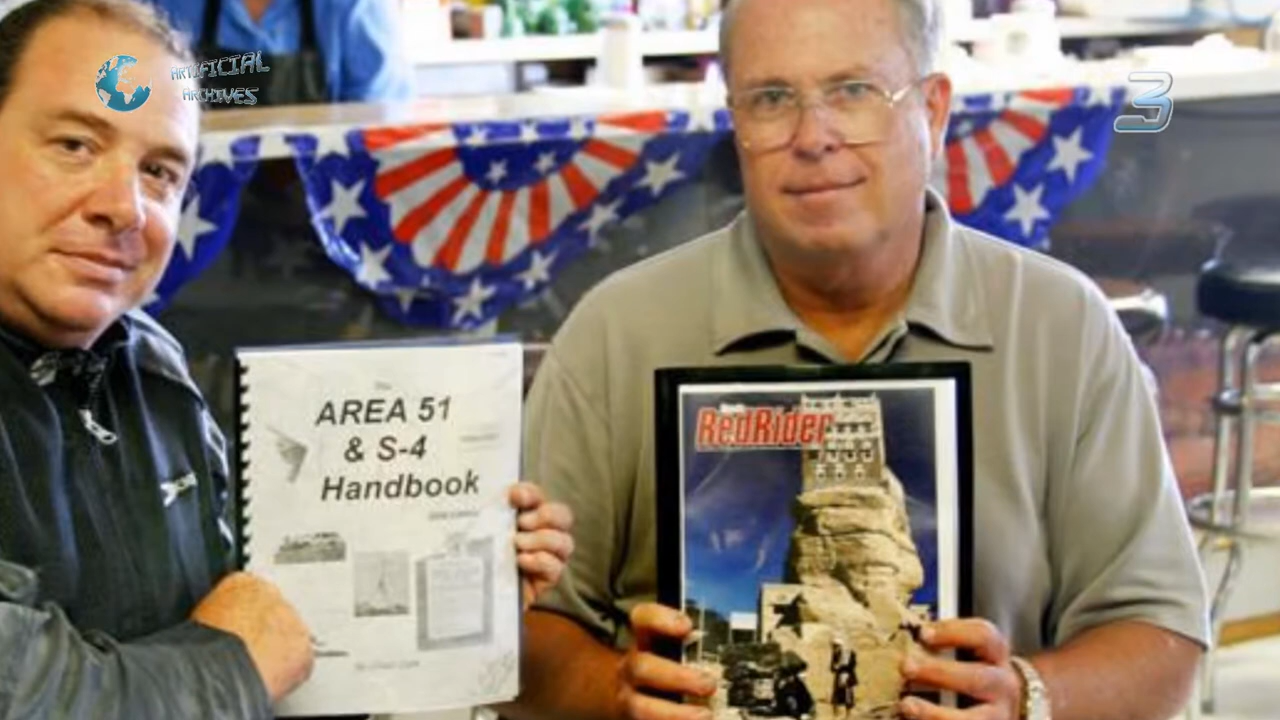 ARTIFICIAL
ARCHIVES
3
AREA 51
& S-4
Handbook
RedRider